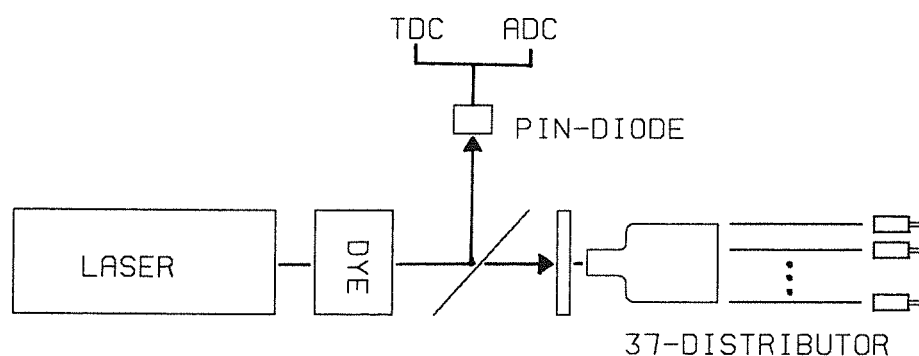 TDC ADC
PIN-DIODE
LASER
DYE
37-DISTRIBUTOR